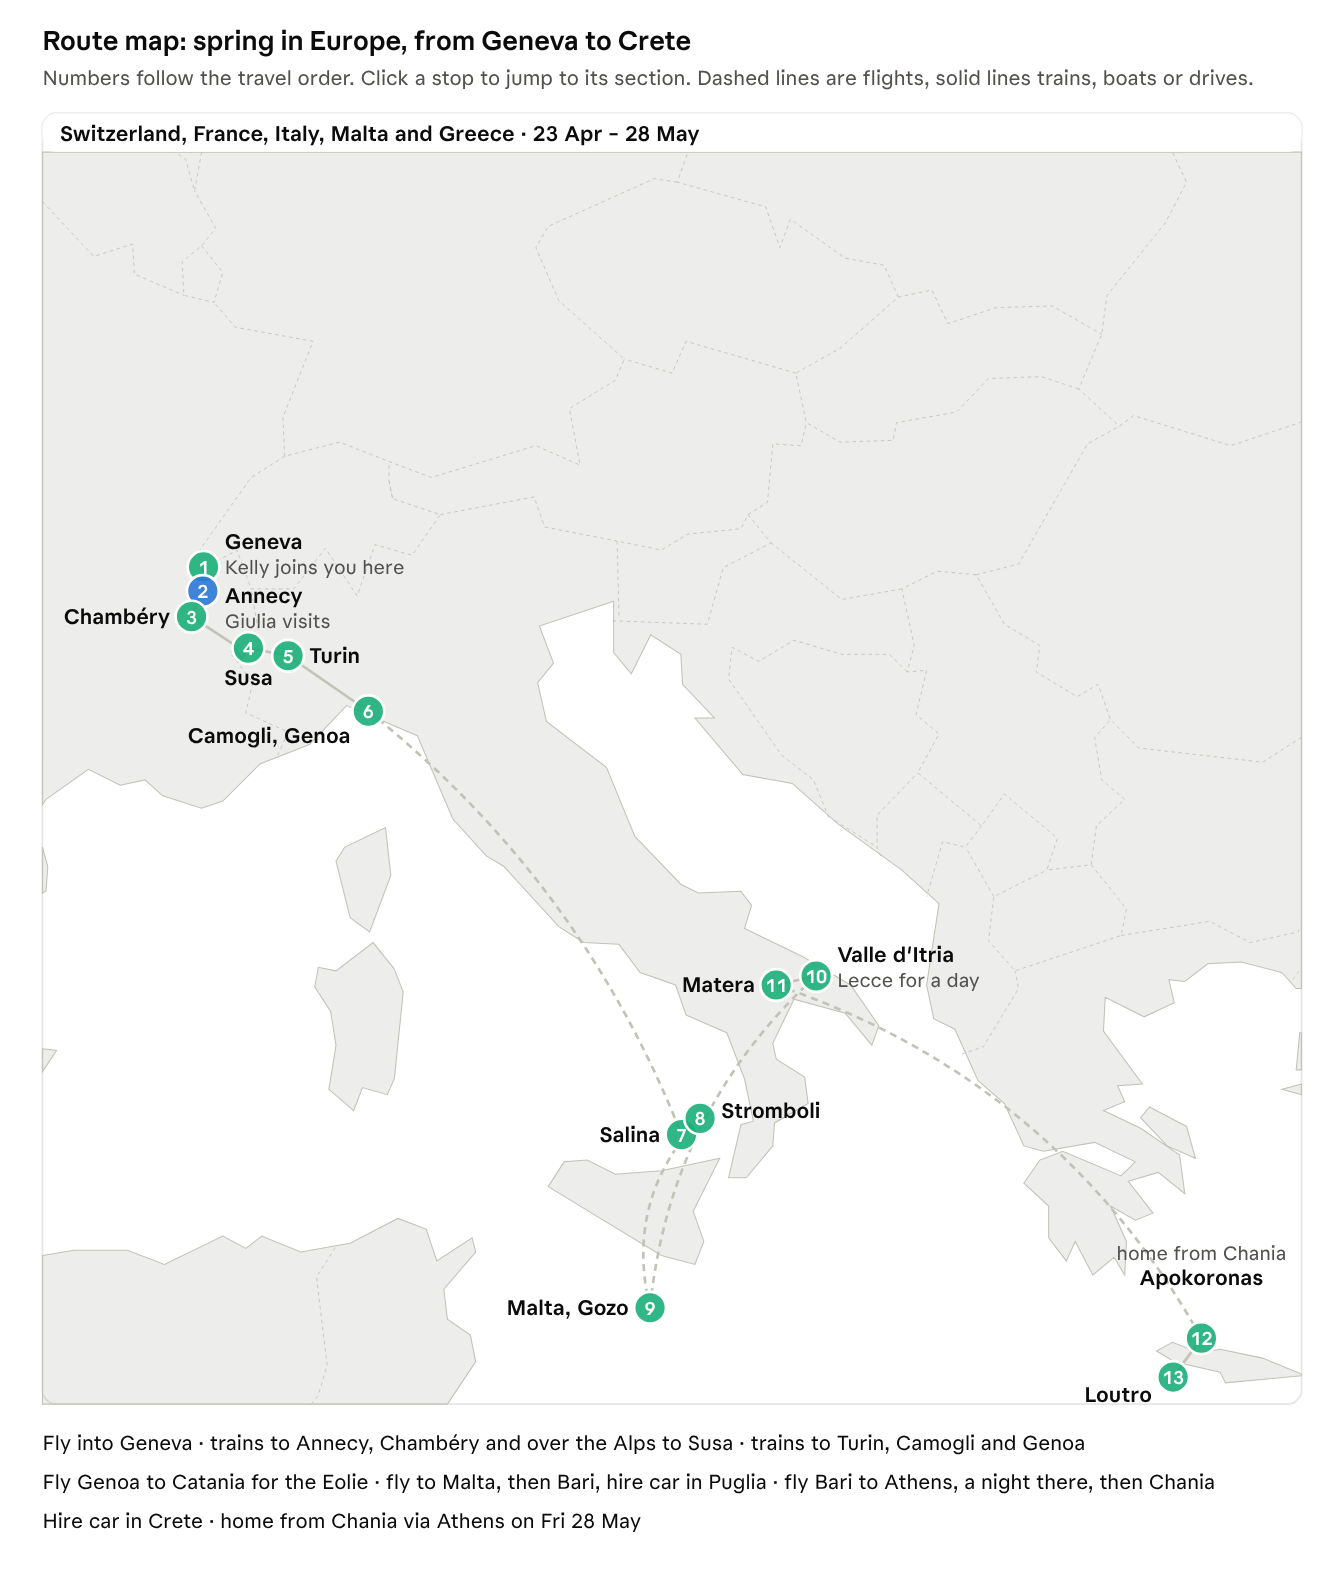 Route map: spring in Europe, from Geneva to Crete
Numbers follow the travel order. Click a stop to jump to its section. Dashed lines are flights, solid lines trains, boats or drives.
Switzerland, France, Italy, Malta and Greece · 23 Apr – 28 May
Geneva
1
Kelly joins you here
2
Annecy
Chambéry
3
Giulia visits
4
5
Turin
Susa
6
Camogli, Genoa
Valle d'Itria
Matera
11
10
Lecce for a day
8
Stromboli
Salina
7
home from Chania
Apokoronas
Malta, Gozo
9
12
13
Loutro
Fly into Geneva · trains to Annecy, Chambéry and over the Alps to Susa · trains to Turin, Camogli and Genoa
Fly Genoa to Catania for the Eolie · fly to Malta, then Bari, hire car in Puglia · fly Bari to Athens, a night there, then Chania
Hire car in Crete · home from Chania via Athens on Fri 28 May